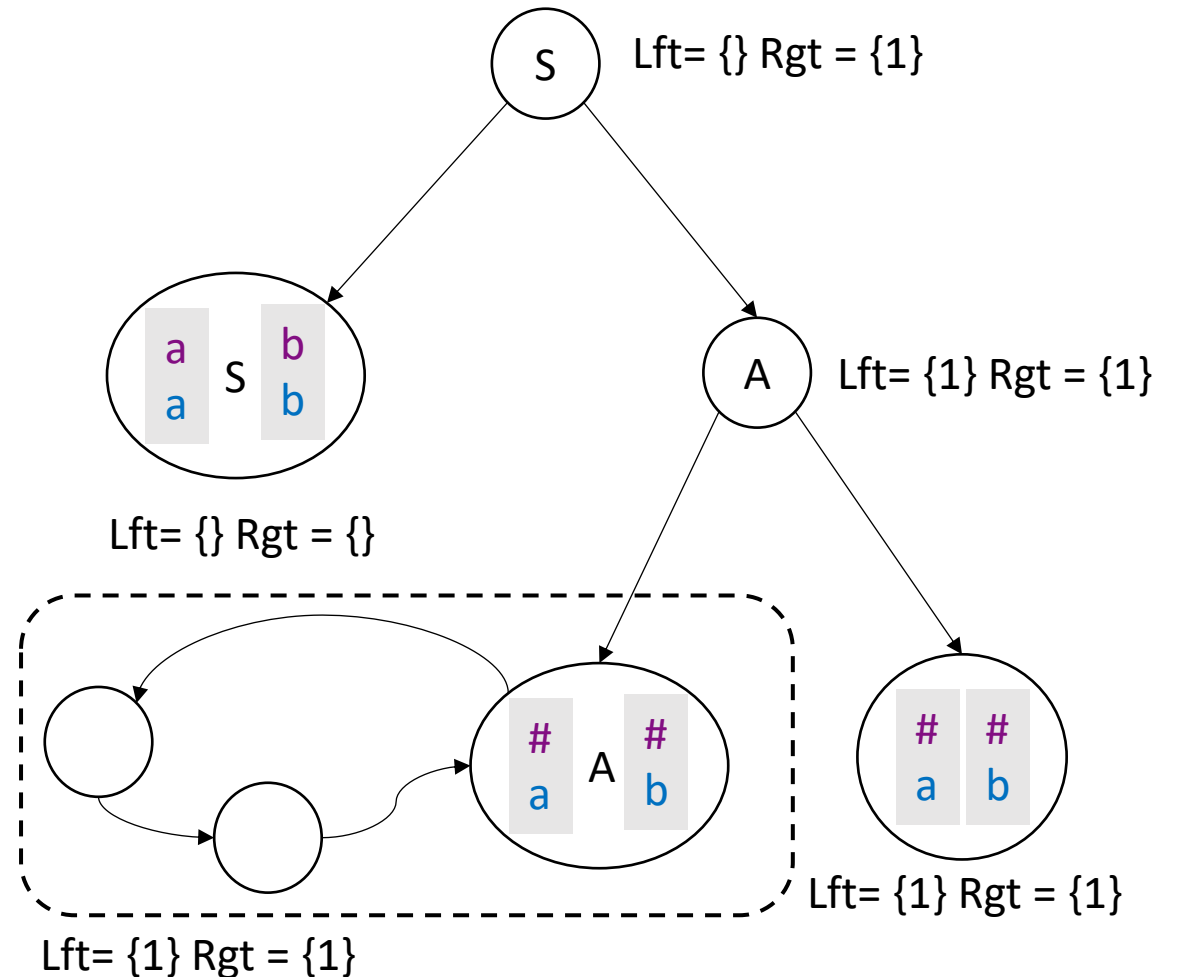 S
Lft= {} Rgt = {1}
a S b
a b
Lft= {} Rgt = {}
A
Lft= {1} Rgt = {1}
# A #
a b
Lft= {1} Rgt = {1}
# #
a b
Lft= {1} Rgt = {1}